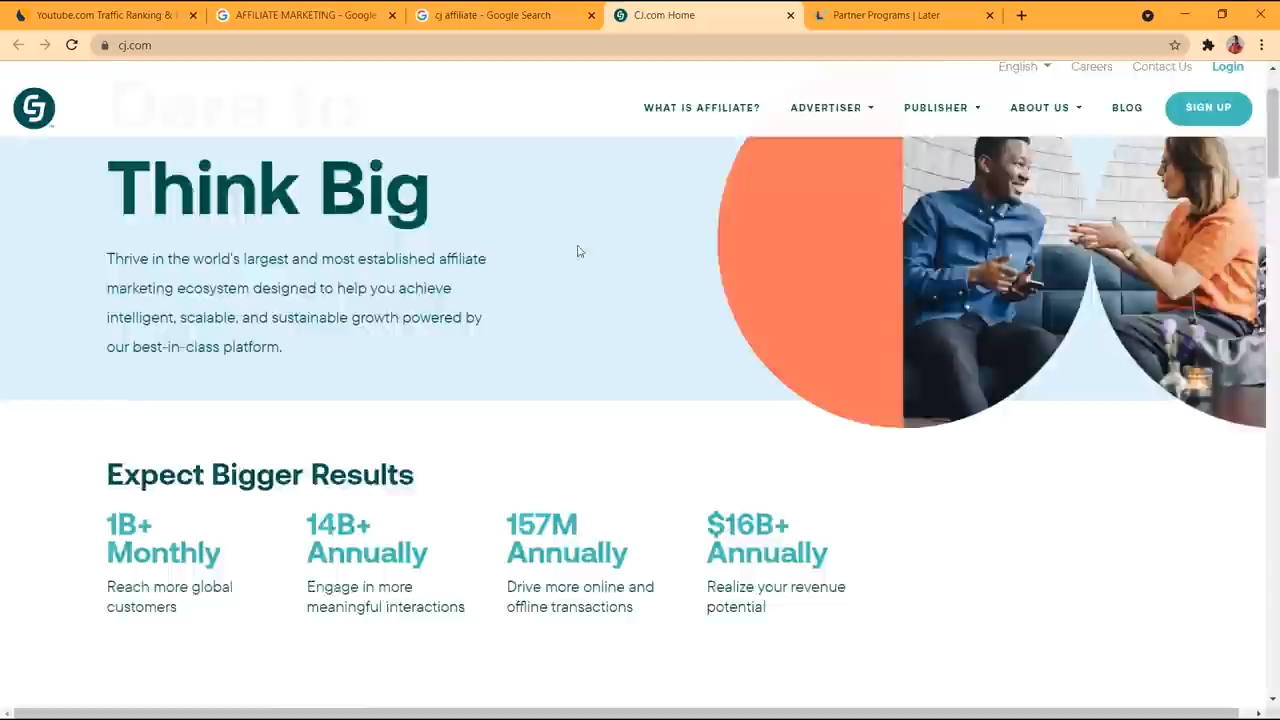 Youtube.com Traffic Ranking &
AFFILIATE MARKETING - Google
cj affiliate - Google Search
CJ.com Home
Partner Programs | Later
cj.com
English
Careers
Contact Us
Login
WHAT IS AFFILIATE?
ADVERTISER
PUBLISHER
ABOUT US
BLOG
SIGN UP
Dare to
Think Big
Thrive in the world's largest and most established affiliate
marketing ecosystem designed to help you achieve
intelligent, scalable, and sustainable growth powered by
our best-in-class platform.
Expect Bigger Results
1B+
Monthly
Reach more global
customers
14B+
Annually
Engage in more
meaningful interactions
157M
Annually
Drive more online and
offline transactions
$16B+
Annually
Realize your revenue
potential